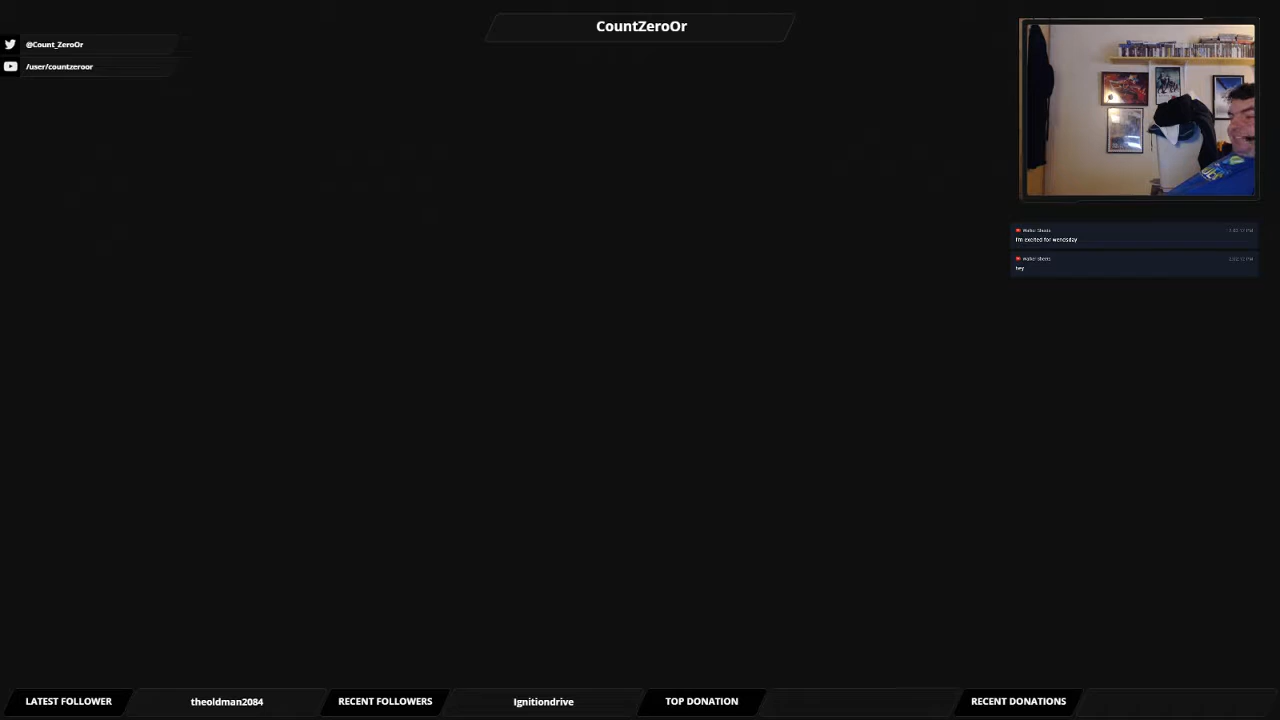 CountZeroOr
@Count_ZeroOr
/user/countzeroor
I'm excited for wendsday
hey
LATEST FOLLOWER
theoldman2084
RECENT FOLLOWERS
Ignitiondrive
TOP DONATION
RECENT DONATIONS